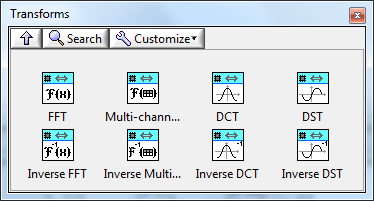 Transforms
Search Customize
FFT Multi-chann... DCT DST
Inverse FFT Inverse Multi... Inverse DCT Inverse DST